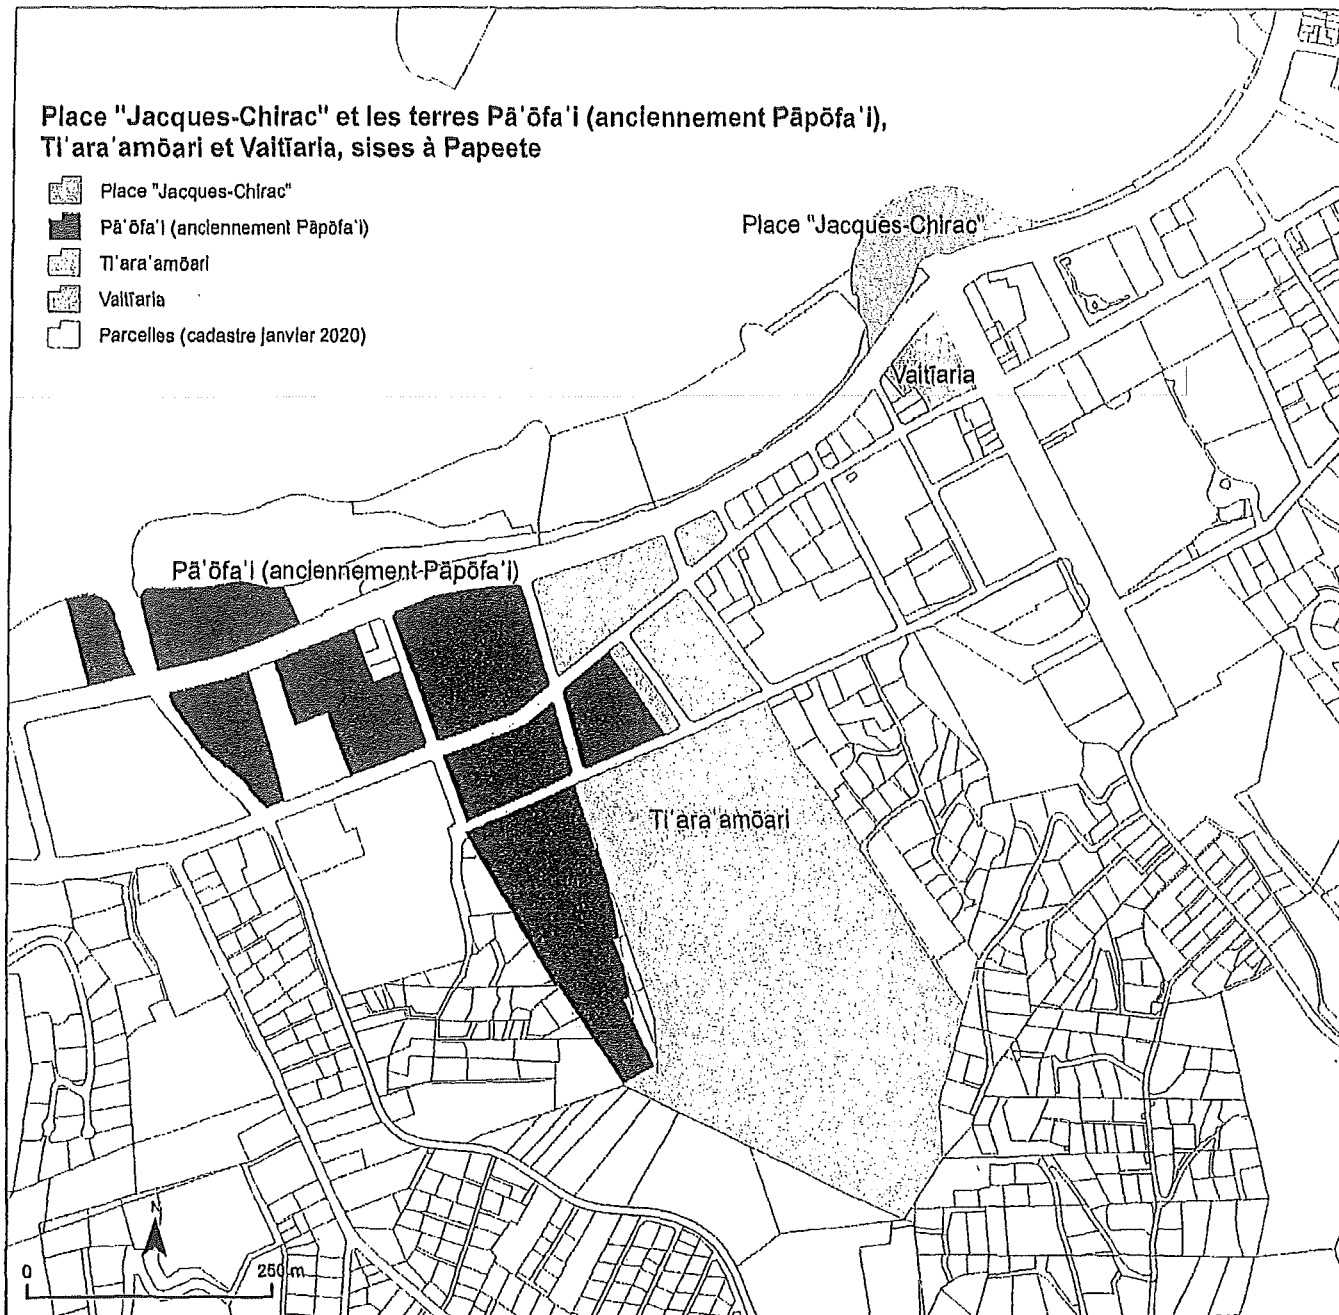 Place "Jacques-Chirac" et les terres Pā'ōfa'i (anciennement Pāpōfa'i),
Ti'ara'amōari et Vaitīaria, sises à Papeete
Place "Jacques-Chirac"
Pā'ōfa'i (anciennement Pāpōfa'i)
Ti'ara'amōari
Vaitīaria
Parcelles (cadastre janvier 2020)
Place "Jacques-Chirac"
Vaitīaria
Pā'ōfa'i (anciennement Pāpōfa'i)
Ti'ara'amōari
N
0 250 m